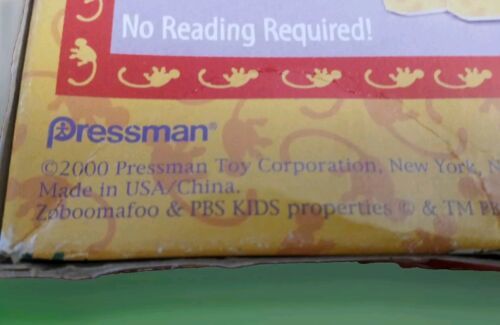 No Reading Required!
Pressman®
©2000 Pressman Toy Corporation, New York, N
Made in USA/China.
Zoboomafoo & PBS KIDS properties © & TM